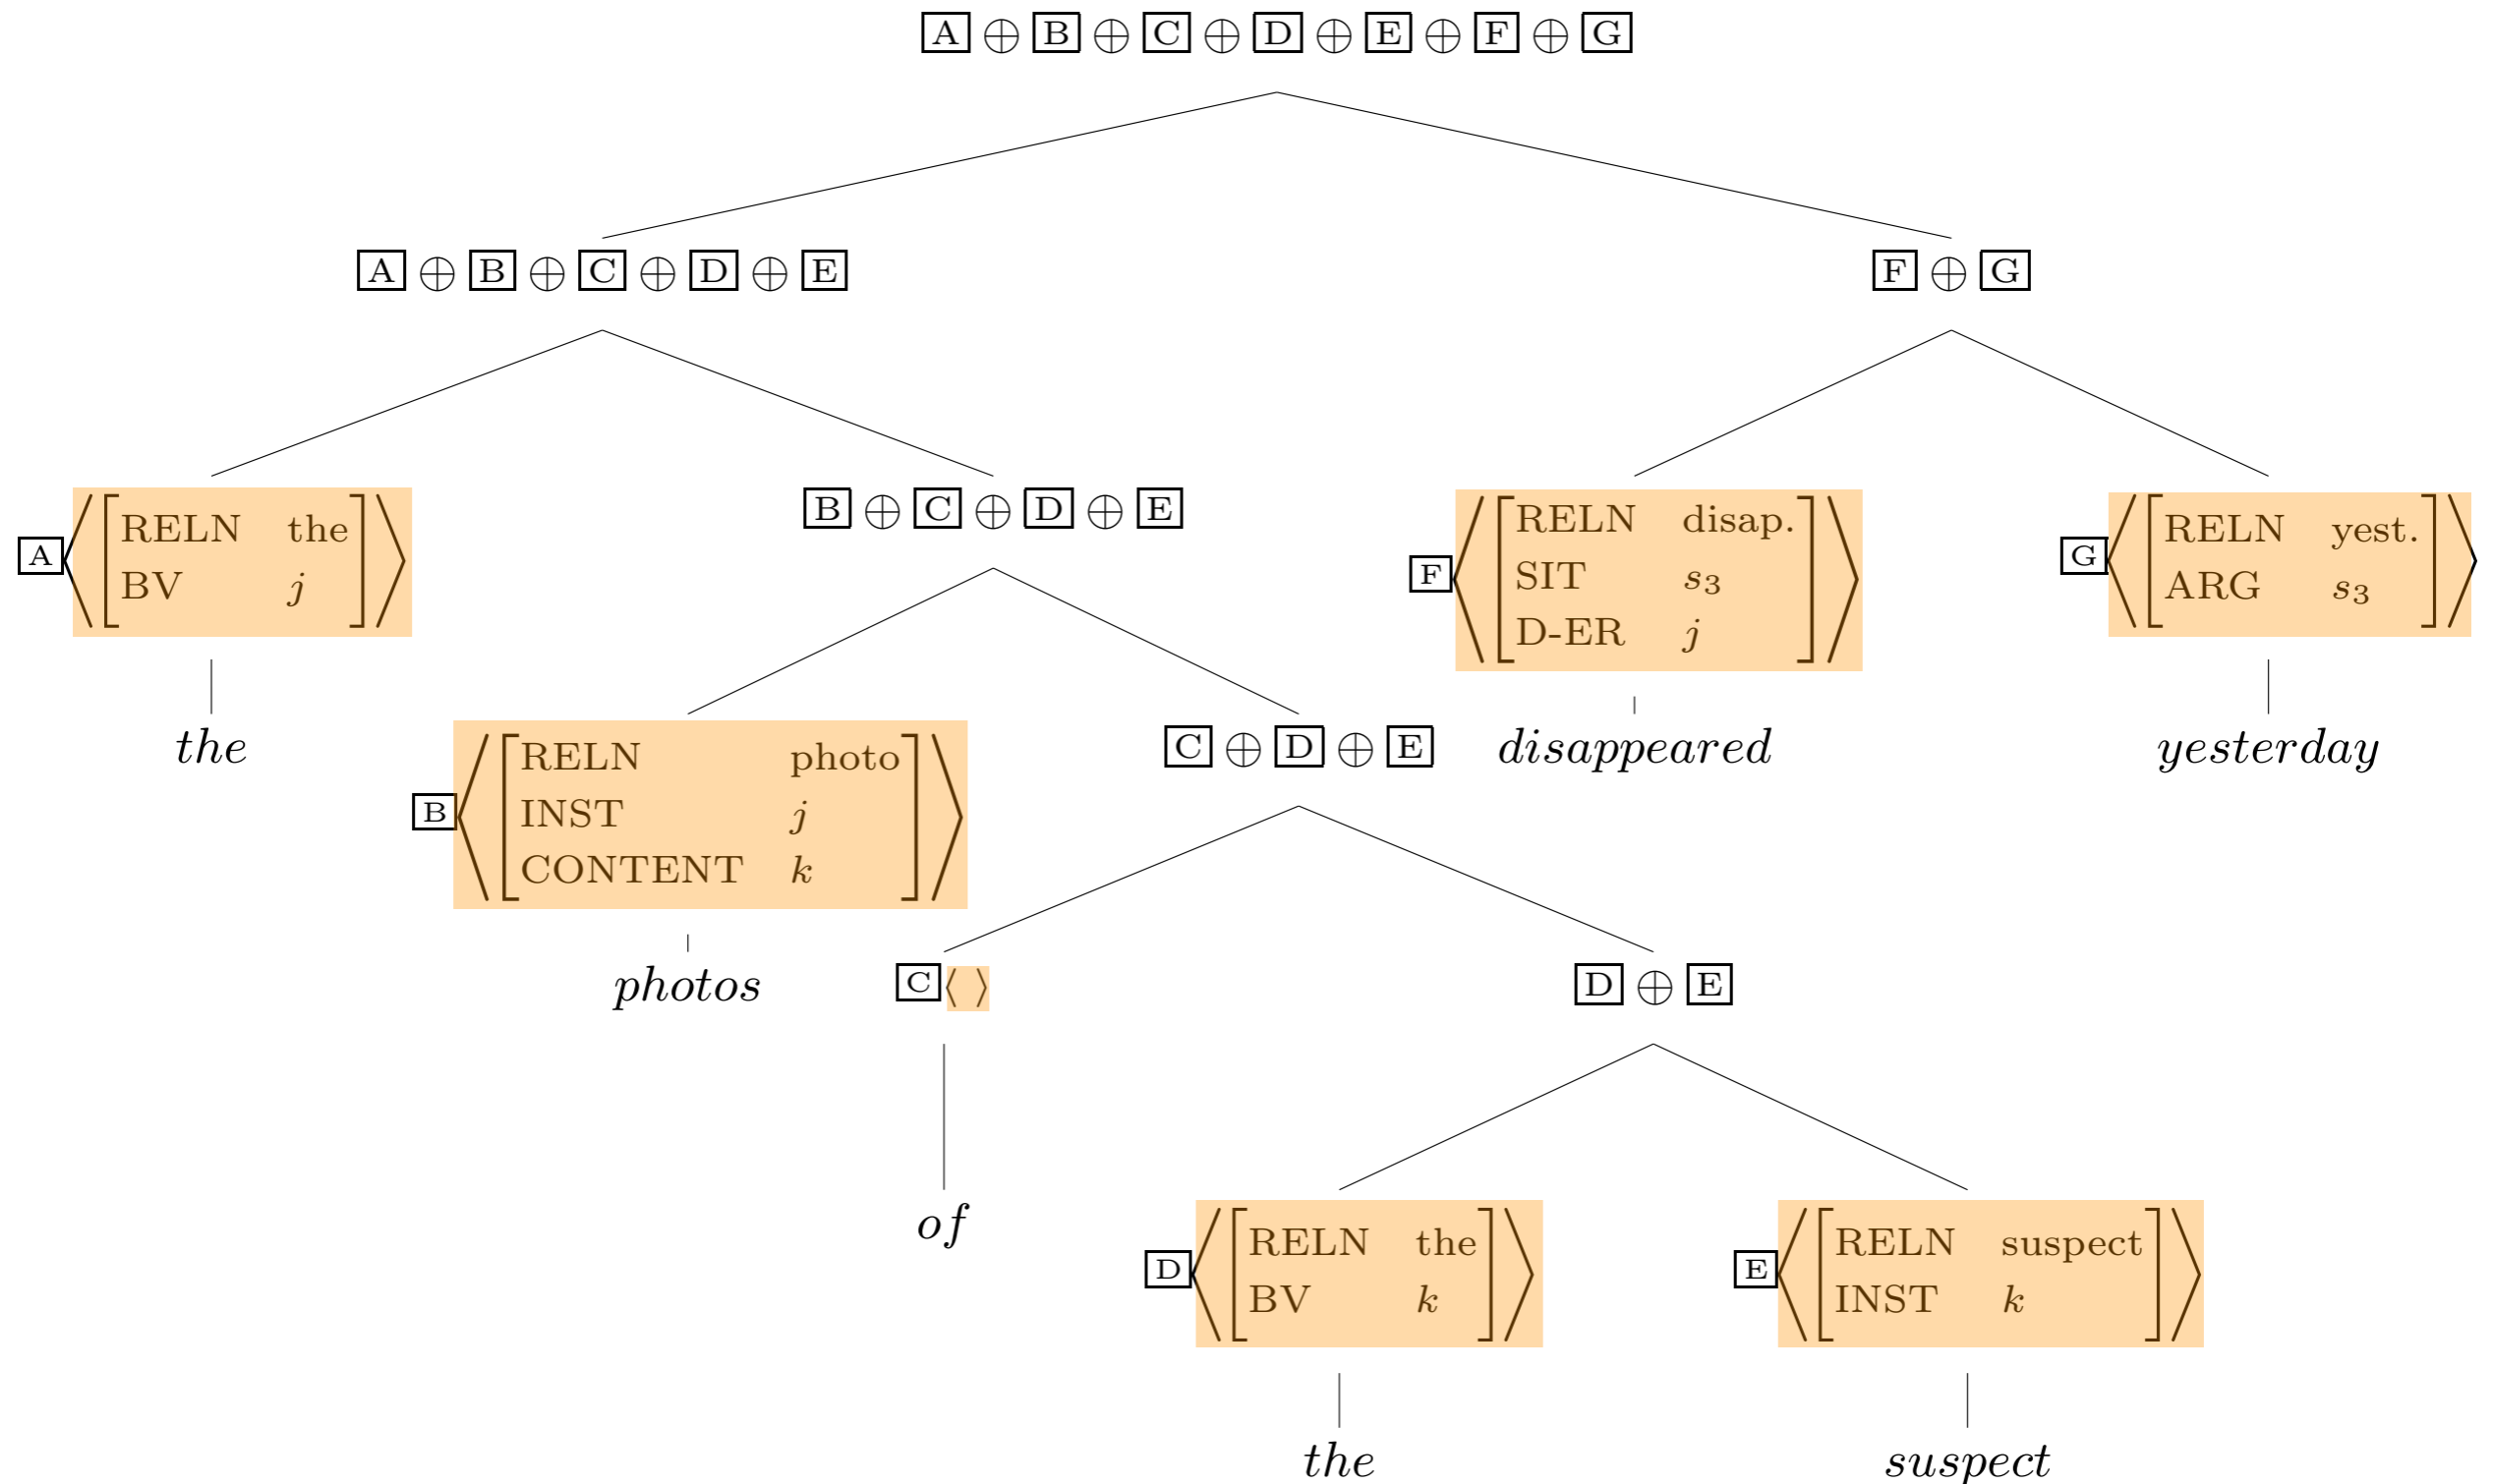 A ⊕ B ⊕ C ⊕ D ⊕ E ⊕ F ⊕ G
A ⊕ B ⊕ C ⊕ D ⊕ E
F ⊕ G
A ⟨[RELN the
BV j]⟩
the
B ⊕ C ⊕ D ⊕ E
B ⟨[RELN photo
INST j
CONTENT k]⟩
photos
C ⊕ D ⊕ E
C ⟨ ⟩
of
D ⊕ E
D ⟨[RELN the
BV k]⟩
the
E ⟨[RELN suspect
INST k]⟩
suspect
F ⟨[RELN disap.
SIT s₃
D-ER j]⟩
disappeared
G ⟨[RELN yest.
ARG s₃]⟩
yesterday